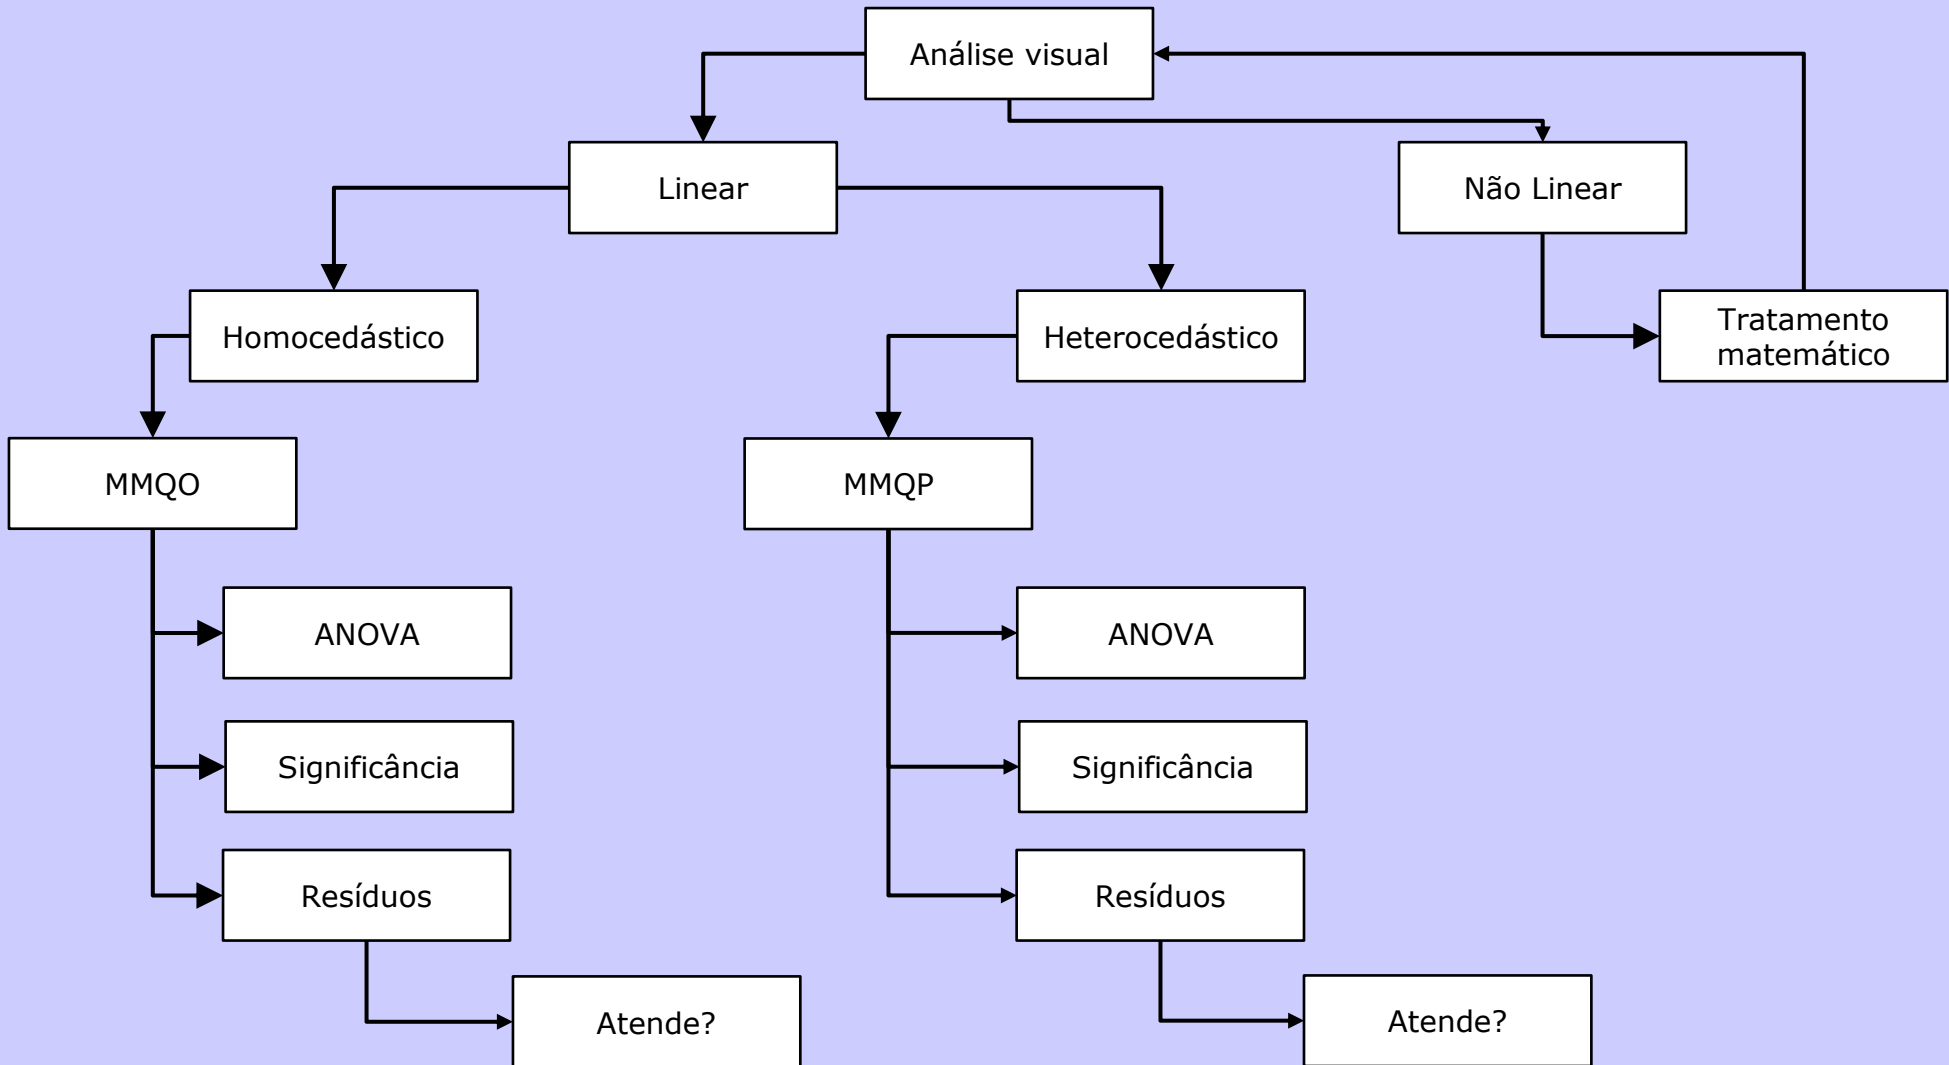 Análise visual
Linear
Não Linear
Homocedástico
Heterocedástico
Tratamento
matemático
MMQO
MMQP
ANOVA
ANOVA
Significância
Significância
Resíduos
Resíduos
Atende?
Atende?